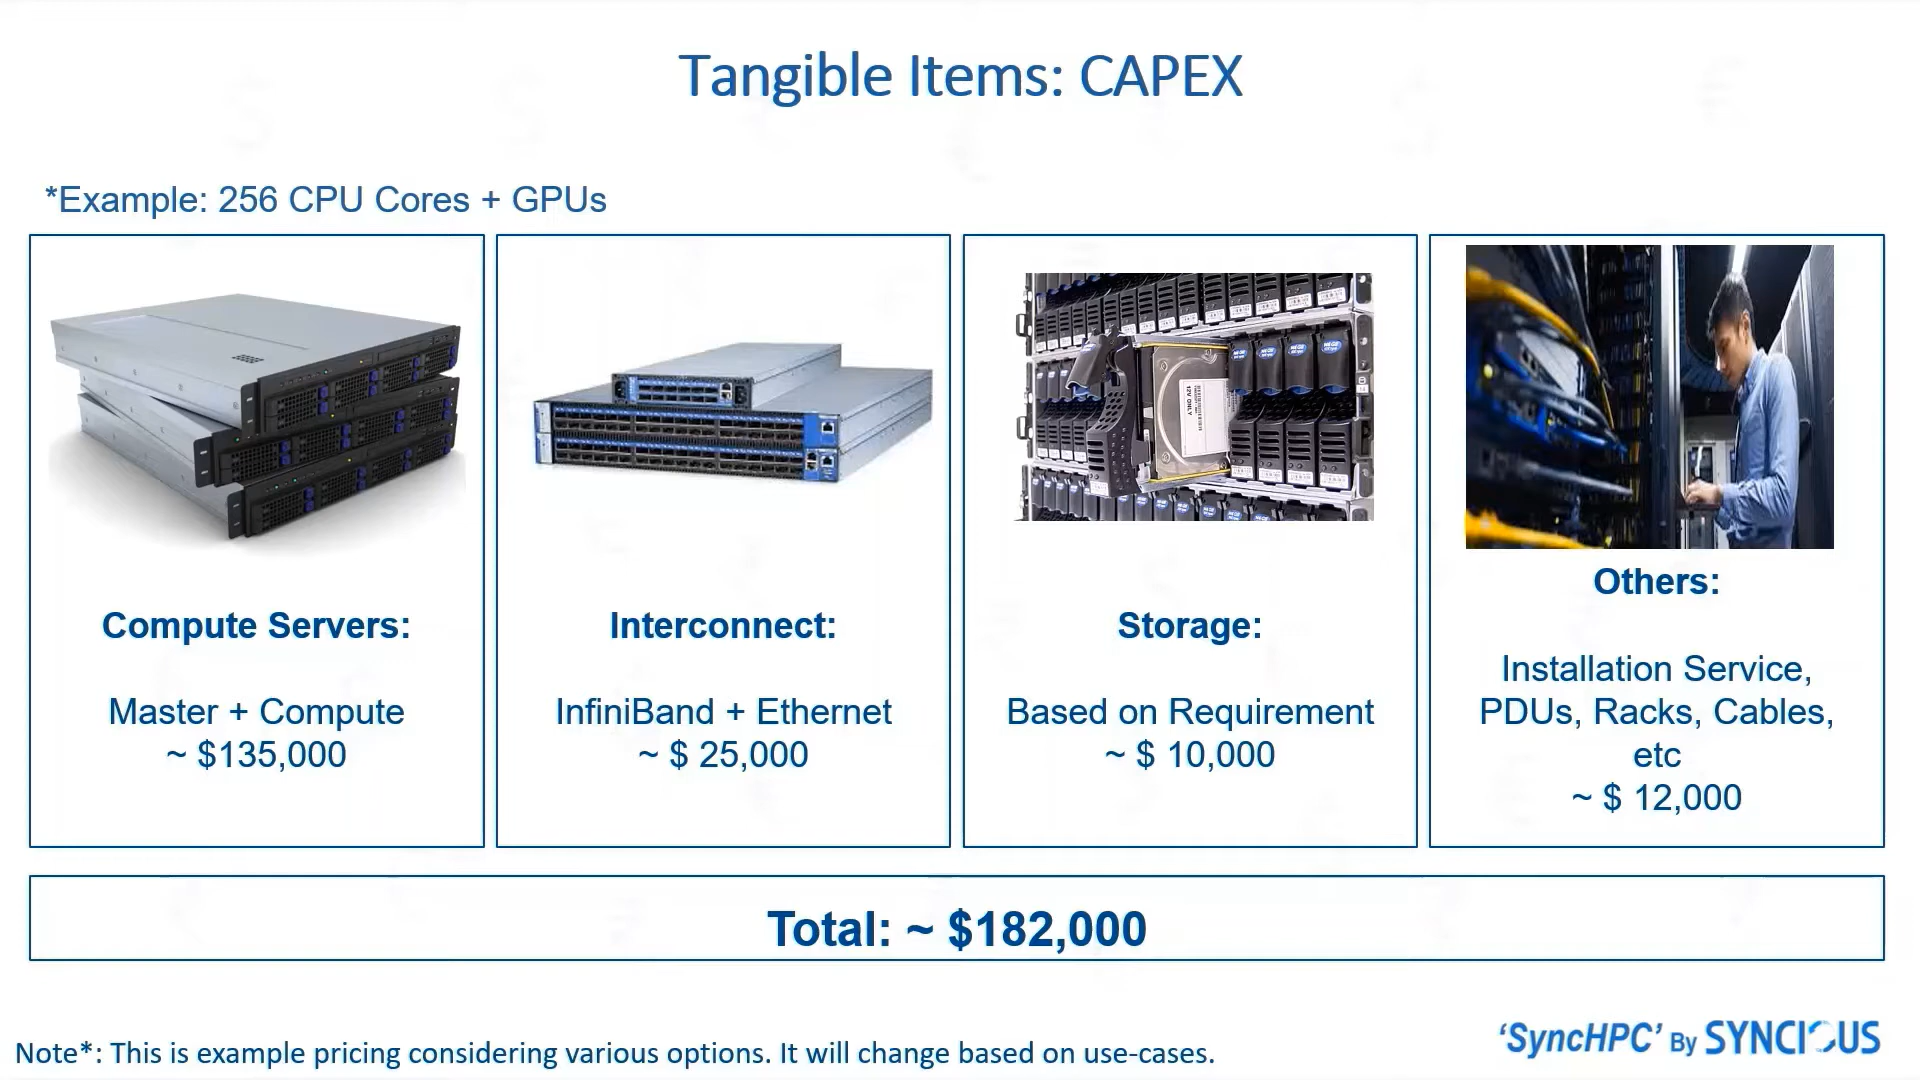 Tangible Items: CAPEX
*Example: 256 CPU Cores + GPUs
Compute Servers:
Master + Compute
~ $135,000
Interconnect:
InfiniBand + Ethernet
~ $ 25,000
12V ONLY
Storage:
Based on Requirement
~ $ 10,000
Others:
Installation Service,
PDUs, Racks, Cables,
etc
~ $ 12,000
Total: ~ $182,000
Note*: This is example pricing considering various options. It will change based on use-cases.
‘SyncHPC’ By SYNCIOUS